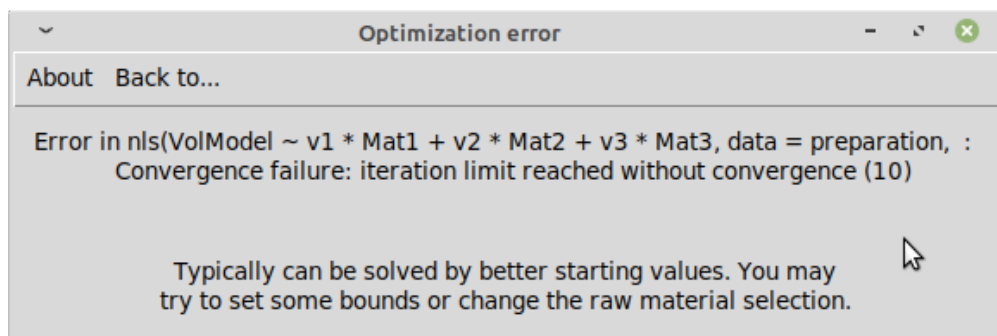 Optimization error
About Back to...
Error in nls(VolModel ~ v1 * Mat1 + v2 * Mat2 + v3 * Mat3, data = preparation, :
Convergence failure: iteration limit reached without convergence (10)
Typically can be solved by better starting values. You may
try to set some bounds or change the raw material selection.